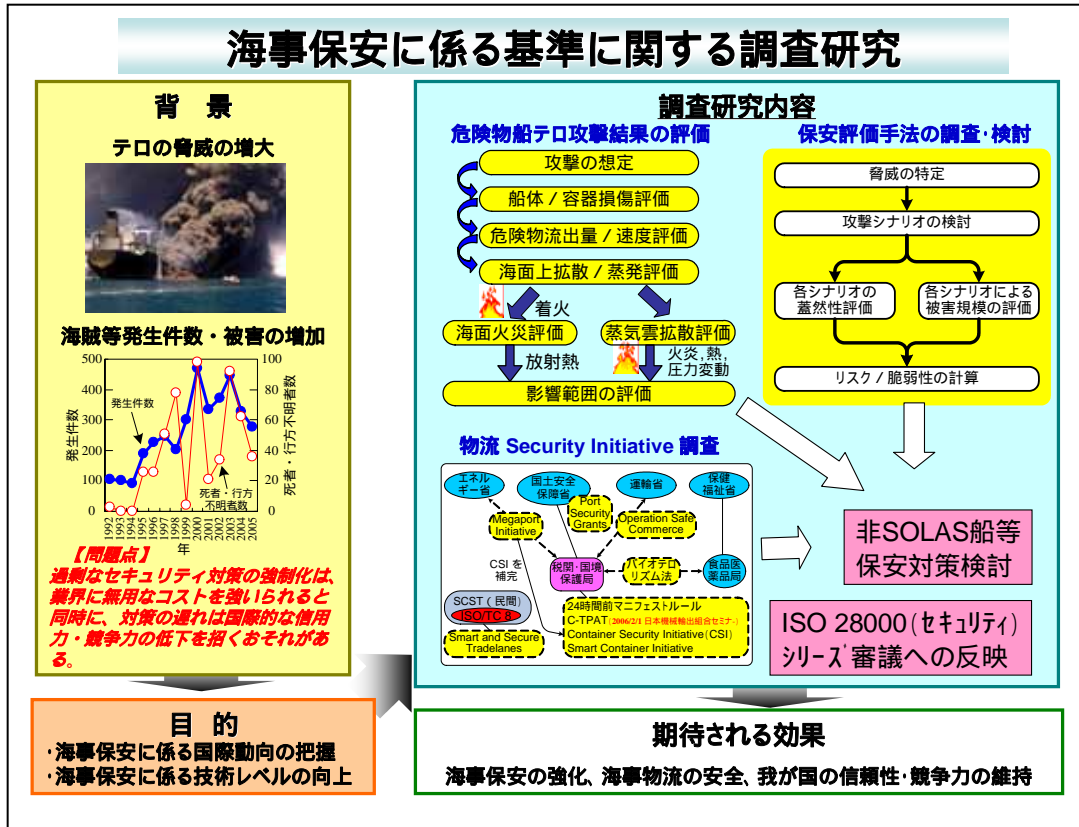 海事保安に係る基準に関する調査研究
背 景
テロの脅威の増大
海賊等発生件数・被害の増加
500
400
300
200
100
0
100
80
60
40
20
0
発生件数
死者・行方不明者数
発生件数
死者・行方
不明者数
1992
1993
1994
1995
1996
1997
1998
1999
2000
2001
2002
2003
2004
2005
年
【問題点】
過剰なセキュリティ対策の強制化は、
業界に無用なコストを強いられると
同時に、対策の遅れは国際的な信用
力・競争力の低下を招くおそれがあ
る。
目 的
・海事保安に係る国際動向の把握
・海事保安に係る技術レベルの向上
調査研究内容
危険物船テロ攻撃結果の評価
攻撃の想定
船体 / 容器損傷評価
危険物流出量 / 速度評価
海面上拡散 / 蒸発評価
着火
海面火災評価
蒸気雲拡散評価
放射熱
火炎,熱,
圧力変動
影響範囲の評価
保安評価手法の調査・検討
脅威の特定
攻撃シナリオの検討
各シナリオの
蓋然性評価
各シナリオによる
被害規模の評価
リスク / 脆弱性の計算
物流 Security Initiative 調査
エネル
ギー省
国土安全
保障省
運輸省
保健
福祉省
Megaport
Initiative
Port
Security
Grants
Operation Safe
Commerce
CSI を
補完
税関・国境
保護局
バイオテロ
リズム法
食品医
薬品局
SCST ( 民間 )
ISO/TC 8
Smart and Secure
Tradelanes
24時間前マニフェストルール
C-TPAT(2006/2/1 日本機械輸出組合セミナ-)
Container Security Initiative (CSI)
Smart Container Initiative
非SOLAS船等
保安対策検討
ISO 28000(セキュリティ)
シリーズ審議への反映
期待される効果
海事保安の強化、海事物流の安全、我が国の信頼性・競争力の維持